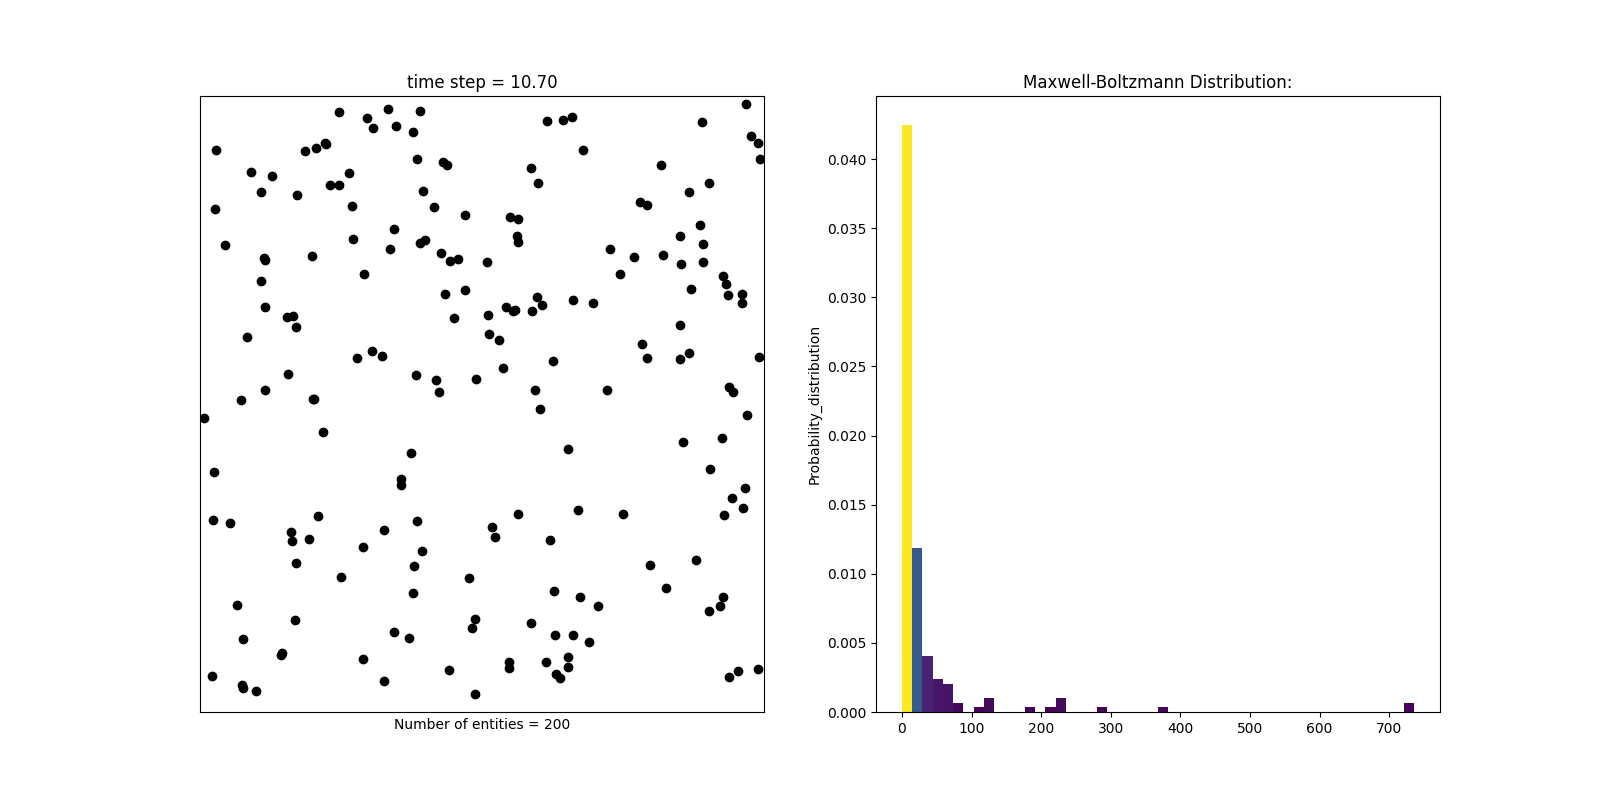 time step = 10.70
Number of entities = 200
Maxwell-Boltzmann Distribution:
Probability_distribution
0.040
0.035
0.030
0.025
0.020
0.015
0.010
0.005
0.000
0 100 200 300 400 500 600 700